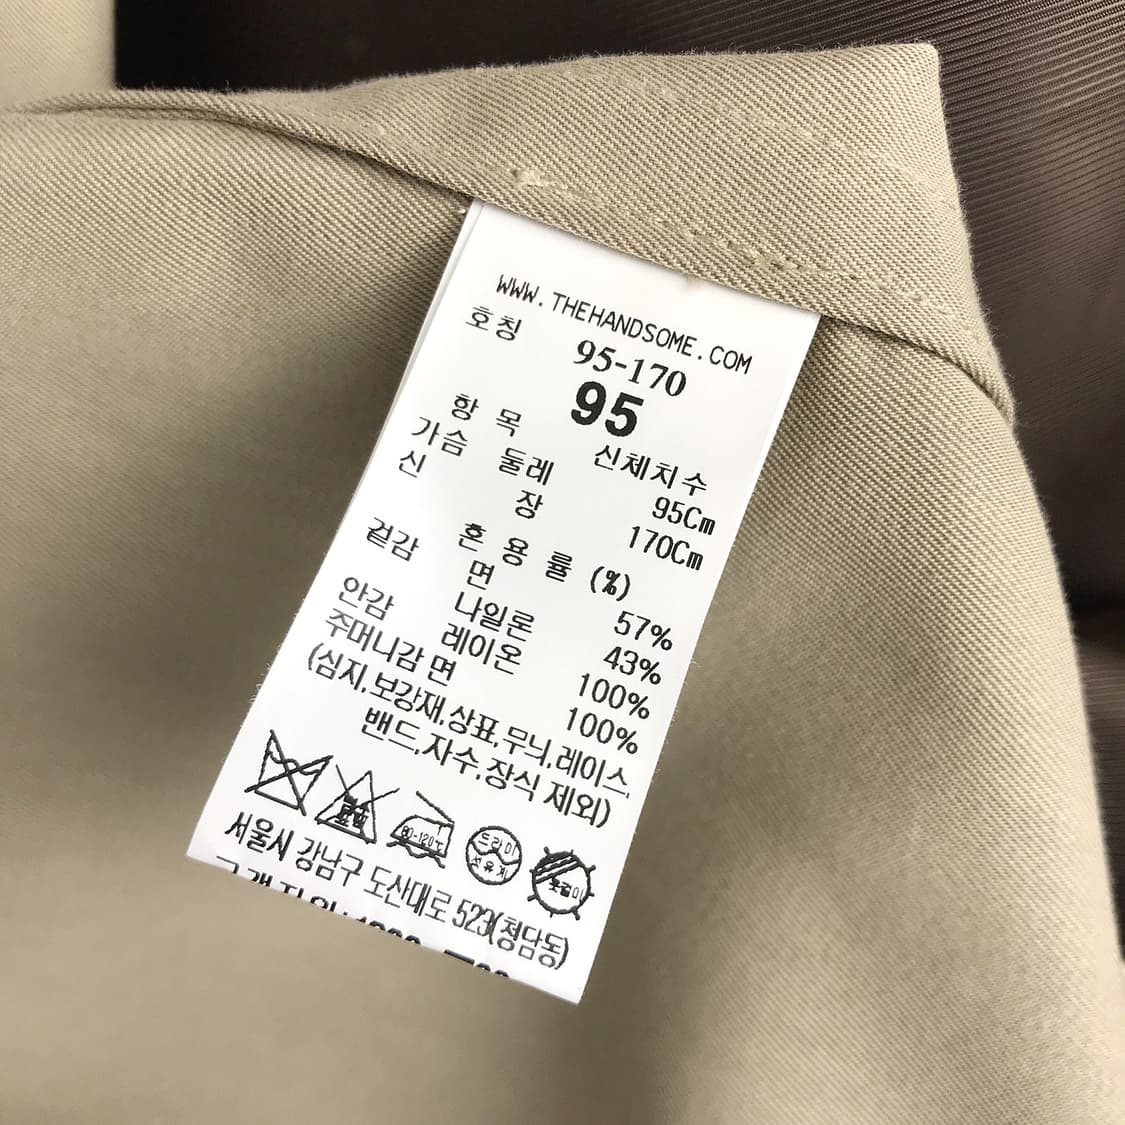 WWW.THEHANDSOME.COM
호칭 95-170
95
항 목 신체치수
가슴 둘레 95Cm
신 장 170Cm
혼 용 률 (%)
겉감 면 57%
나일론 43%
안감 레이온 100%
주머니감 면 100%
(심지,보강재,상표,무늬,레이스,
밴드,자수,장식 제외)
80-120℃ 드라이
석유계
서울시 강남구 도산대로 523(청담동)